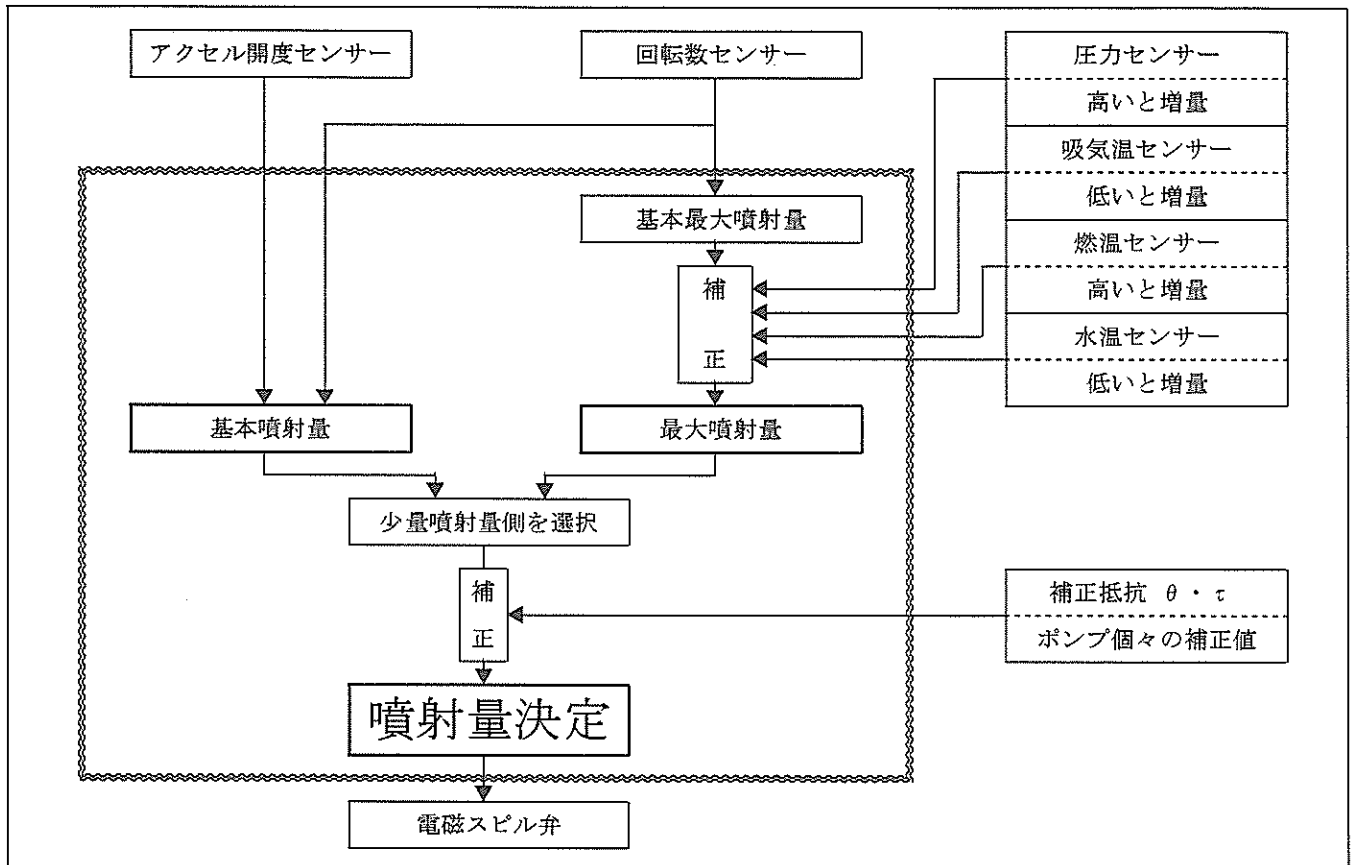 アクセル開度センサー
回転数センサー
圧力センサー
高いと増量
吸気温センサー
低いと増量
燃温センサー
高いと増量
水温センサー
低いと増量
基本最大噴射量
補
正
基本噴射量
最大噴射量
少量噴射量側を選択
補
正
補正抵抗 θ・τ
ポンプ個々の補正値
噴射量決定
電磁スピル弁